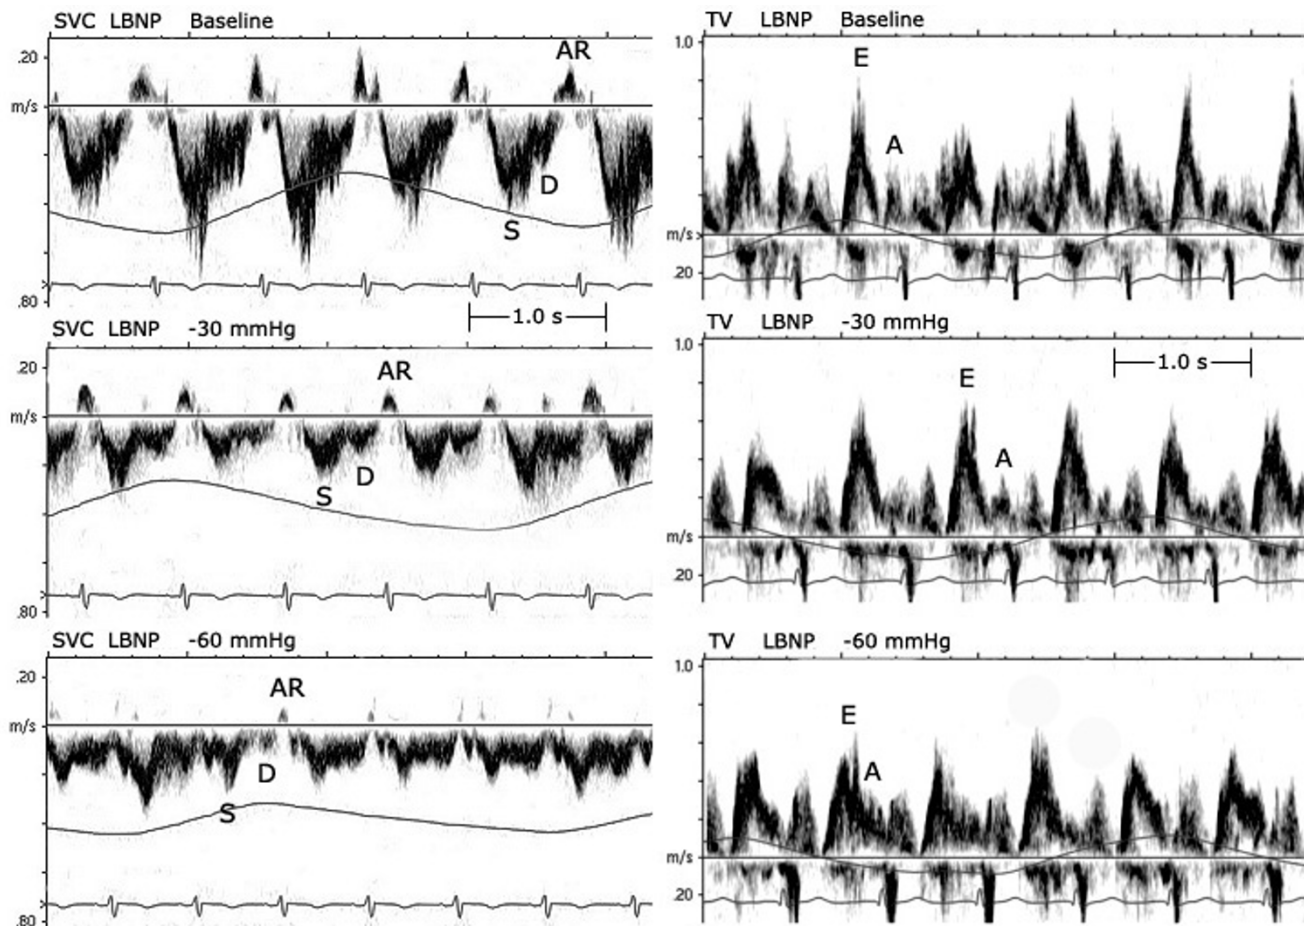 SVC LBNP Baseline
.20
AR
m/s
D
S
.80
1.0 s
SVC LBNP -30 mmHg
.20
AR
m/s
D
S
.80
SVC LBNP -60 mmHg
.20
AR
m/s
D
S
.80
TV LBNP Baseline
1.0
E
A
m/s
.20
TV LBNP -30 mmHg
1.0
1.0 s
E
A
m/s
.20
TV LBNP -60 mmHg
1.0
E
A
m/s
.20